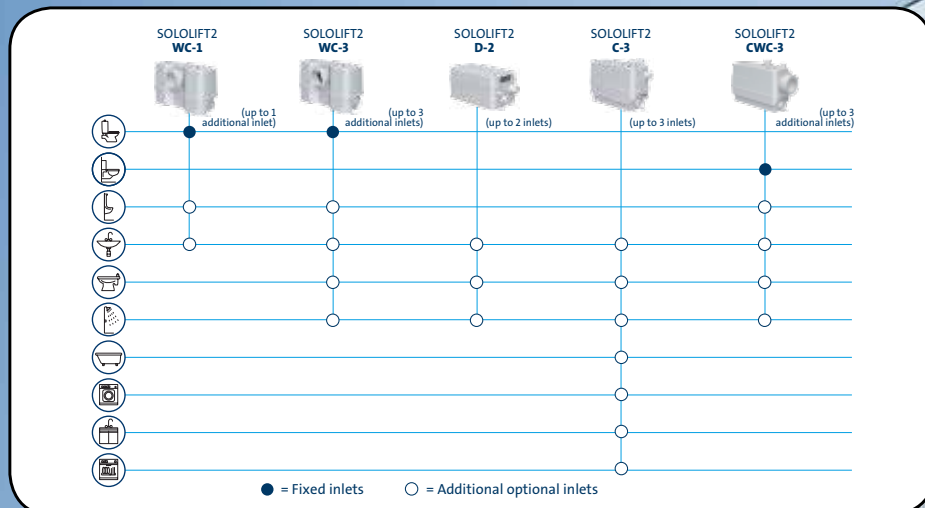 SOLOLIFT2
WC-1
SOLOLIFT2
WC-3
SOLOLIFT2
D-2
SOLOLIFT2
C-3
SOLOLIFT2
CWC-3
(up to 1
additional inlet)
(up to 3
additional inlets)
(up to 2 inlets)
(up to 3 inlets)
(up to 3
additional inlets)
= Fixed inlets
= Additional optional inlets